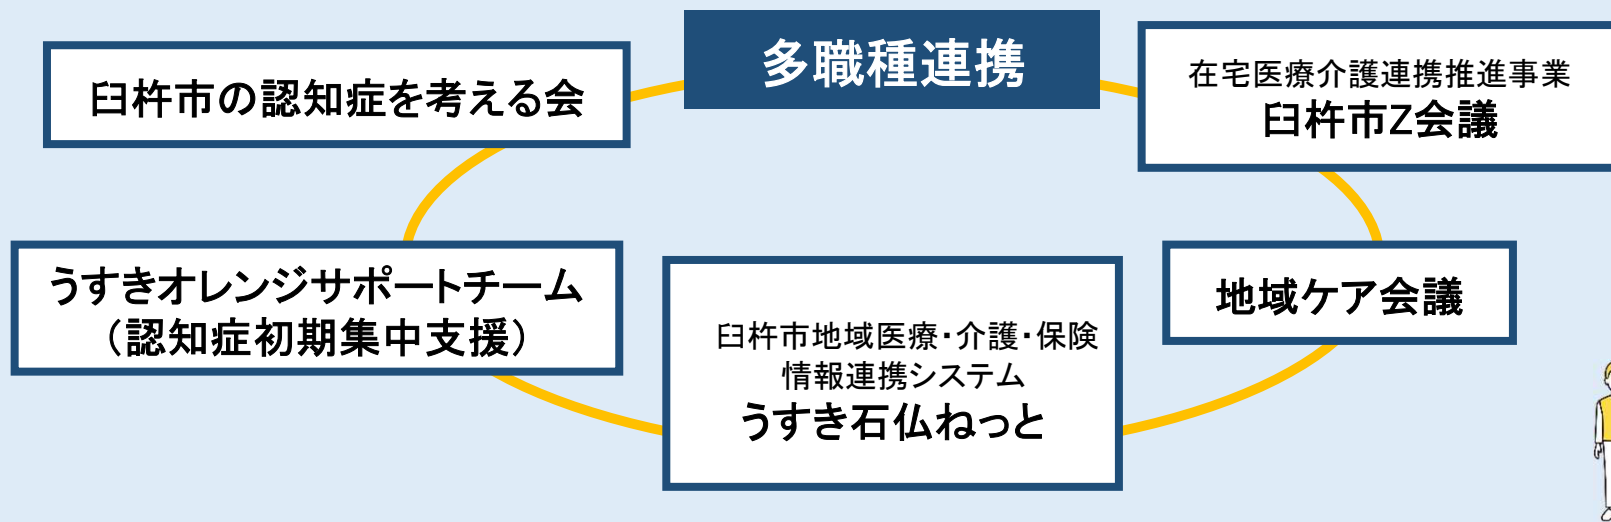 多職種連携
臼杵市の認知症を考える会
在宅医療介護連携推進事業
臼杵市Z会議
うすきオレンジサポートチーム
（認知症初期集中支援）
臼杵市地域医療・介護・保険
情報連携システム
うすき石仏ねっと
地域ケア会議